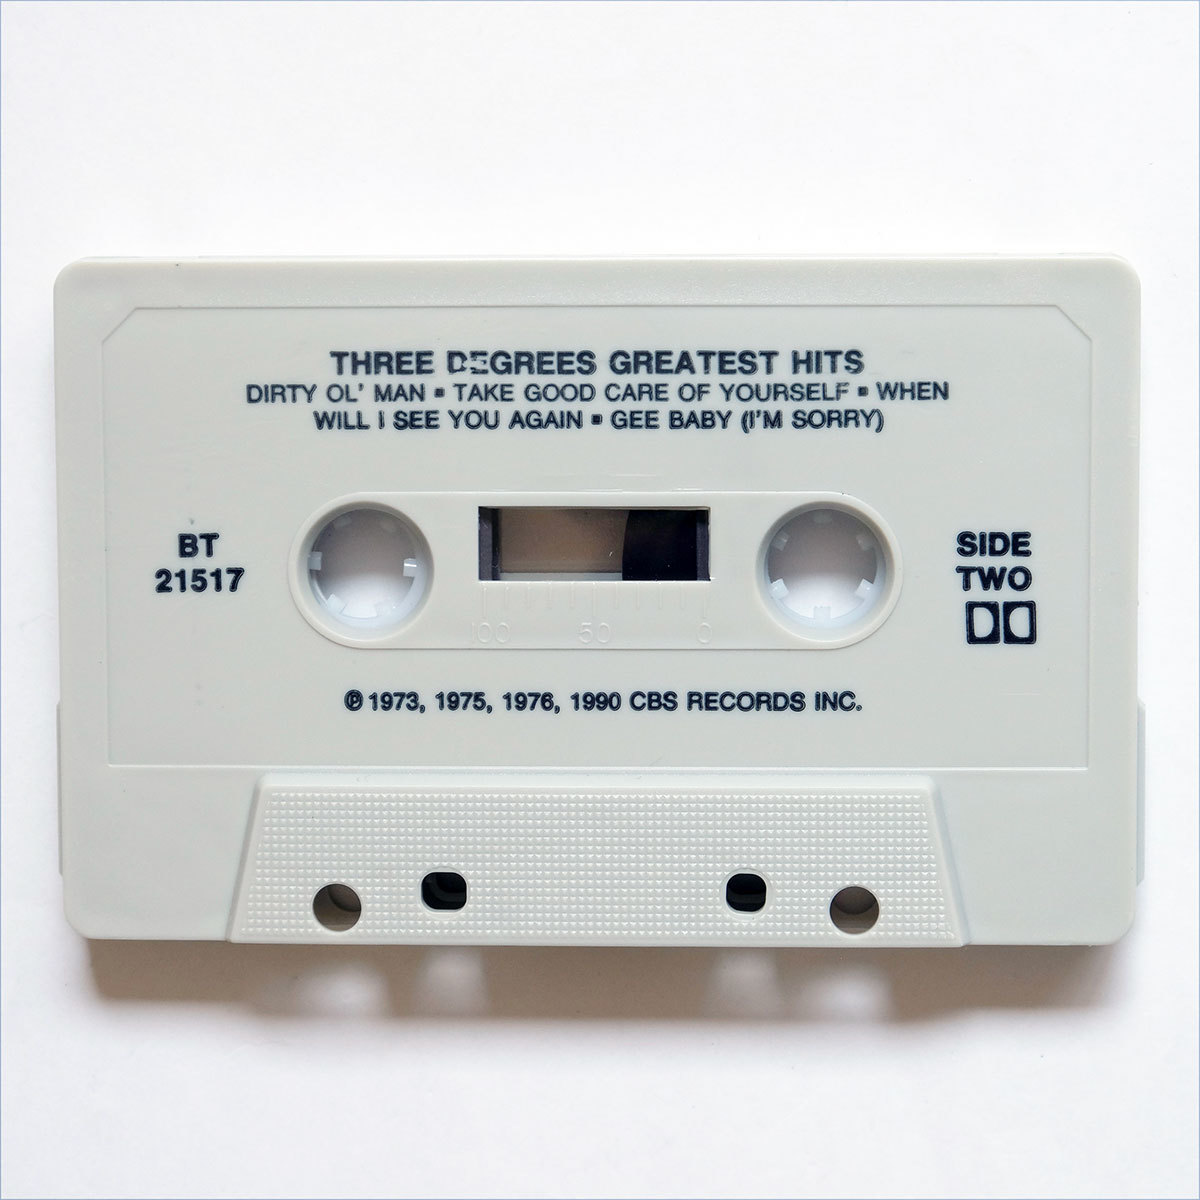 THREE DEGREES GREATEST HITS
DIRTY OL' MAN ▪ TAKE GOOD CARE OF YOURSELF ▪ WHEN
WILL I SEE YOU AGAIN ▪ GEE BABY (I'M SORRY)
BT
21517
SIDE
TWO
100 50 0
℗ 1973, 1975, 1976, 1990 CBS RECORDS INC.